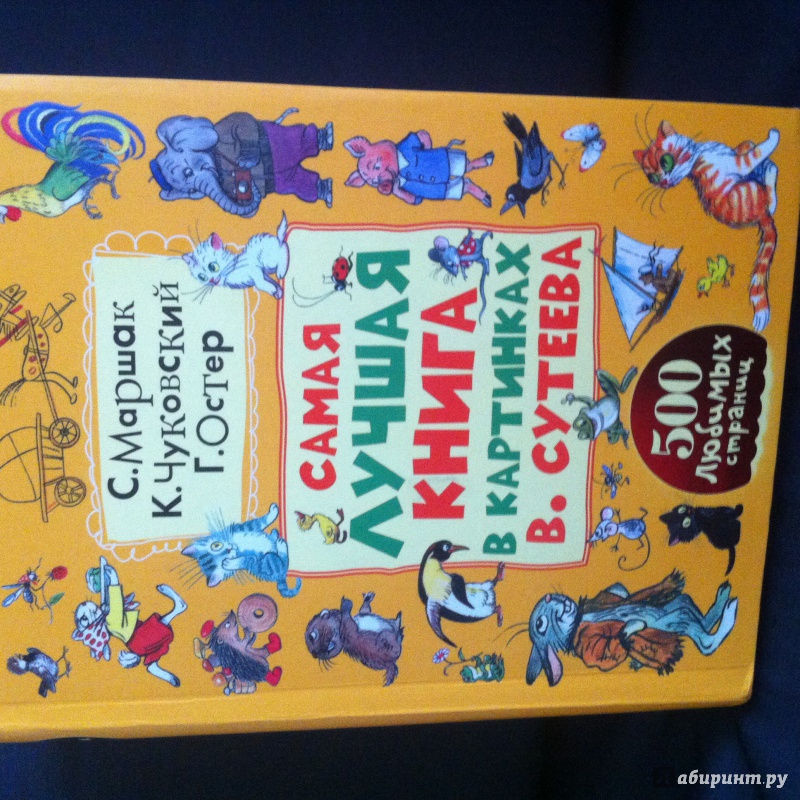 С. Маршак
К. Чуковский
Г. Остер
САМАЯ
ЛУЧШАЯ
КНИГА
В КАРТИНКАХ
В. СУТЕЕВА
500
любимых
страниц
абиринт.ру